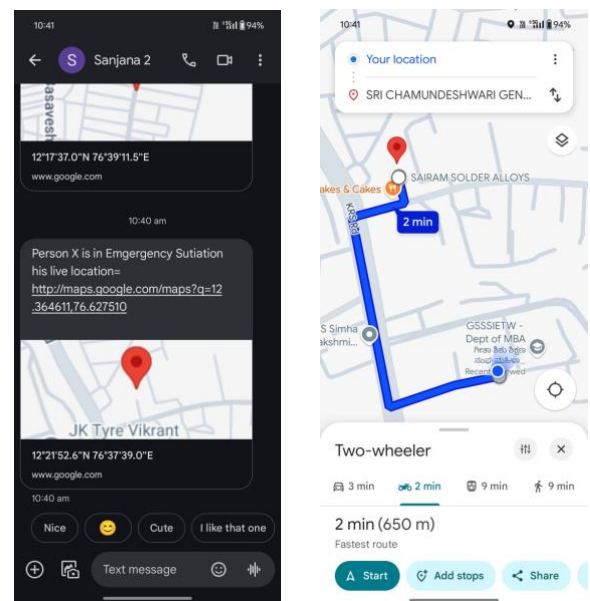 10:41
94%
S
Sanjana 2
asavesh
12°17'37.0"N 76°39'11.5"E
www.google.com
10:40 am
Person X is in Emgergency Sutiation
his live location=
http://maps.google.com/maps?q=12
.364611,76.627510
JK Tyre Vikrant
12°21'52.6"N 76°37'39.0"E
www.google.com
10:40 am
Nice
Cute
I like that one
Text message
10:41
94%
Your location
SRI CHAMUNDESHWARI GEN...
SAIRAM SOLDER ALLOYS
akes & Cakes
2 min
KRS Rd
S Simha
akshmi...
GSSSIETW -
Dept of MBA
Two-wheeler
3 min
2 min
9 min
9 min
2 min (650 m)
Fastest route
Start
Add stops
Share